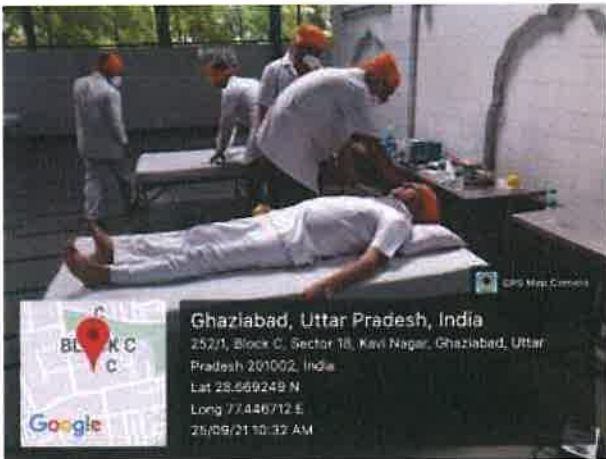 GPS Map Camera
Ghaziabad, Uttar Pradesh, India
252/1, Block C, Sector 18, Kavi Nagar, Ghaziabad, Uttar
Pradesh 201002, India
Lat 28.669249 N
Long 77.446712 E
25/09/21 10:32 AM
C
BLOCK C
C
Google